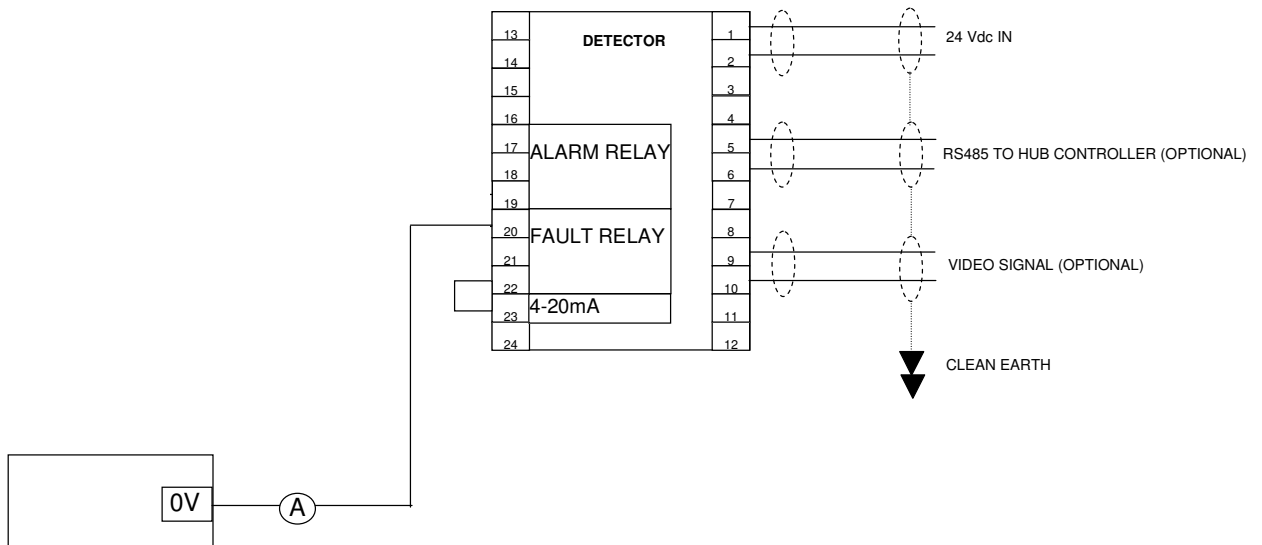 DETECTOR
13
14
15
16
17
18
19
20
21
22
23
24
ALARM RELAY
FAULT RELAY
4-20mA
1
2
3
4
5
6
7
8
9
10
11
12
24 Vdc IN
RS485 TO HUB CONTROLLER (OPTIONAL)
VIDEO SIGNAL (OPTIONAL)
CLEAN EARTH
0V
A